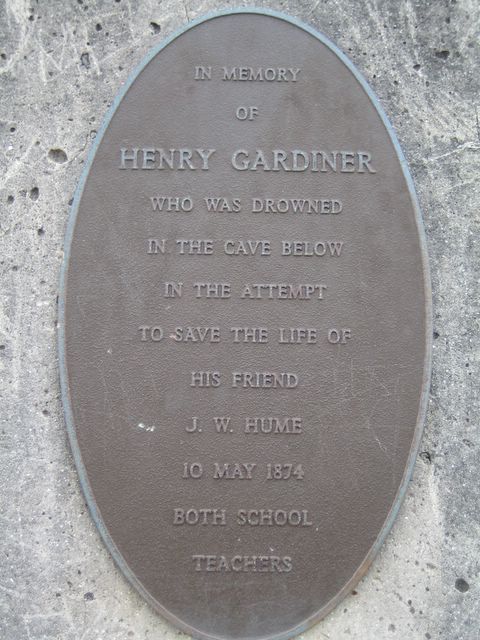 IN MEMORY
OF
HENRY GARDINER
WHO WAS DROWNED
IN THE CAVE BELOW
IN THE ATTEMPT
TO SAVE THE LIFE OF
HIS FRIEND
J. W. HUME
10 MAY 1874
BOTH SCHOOL
TEACHERS